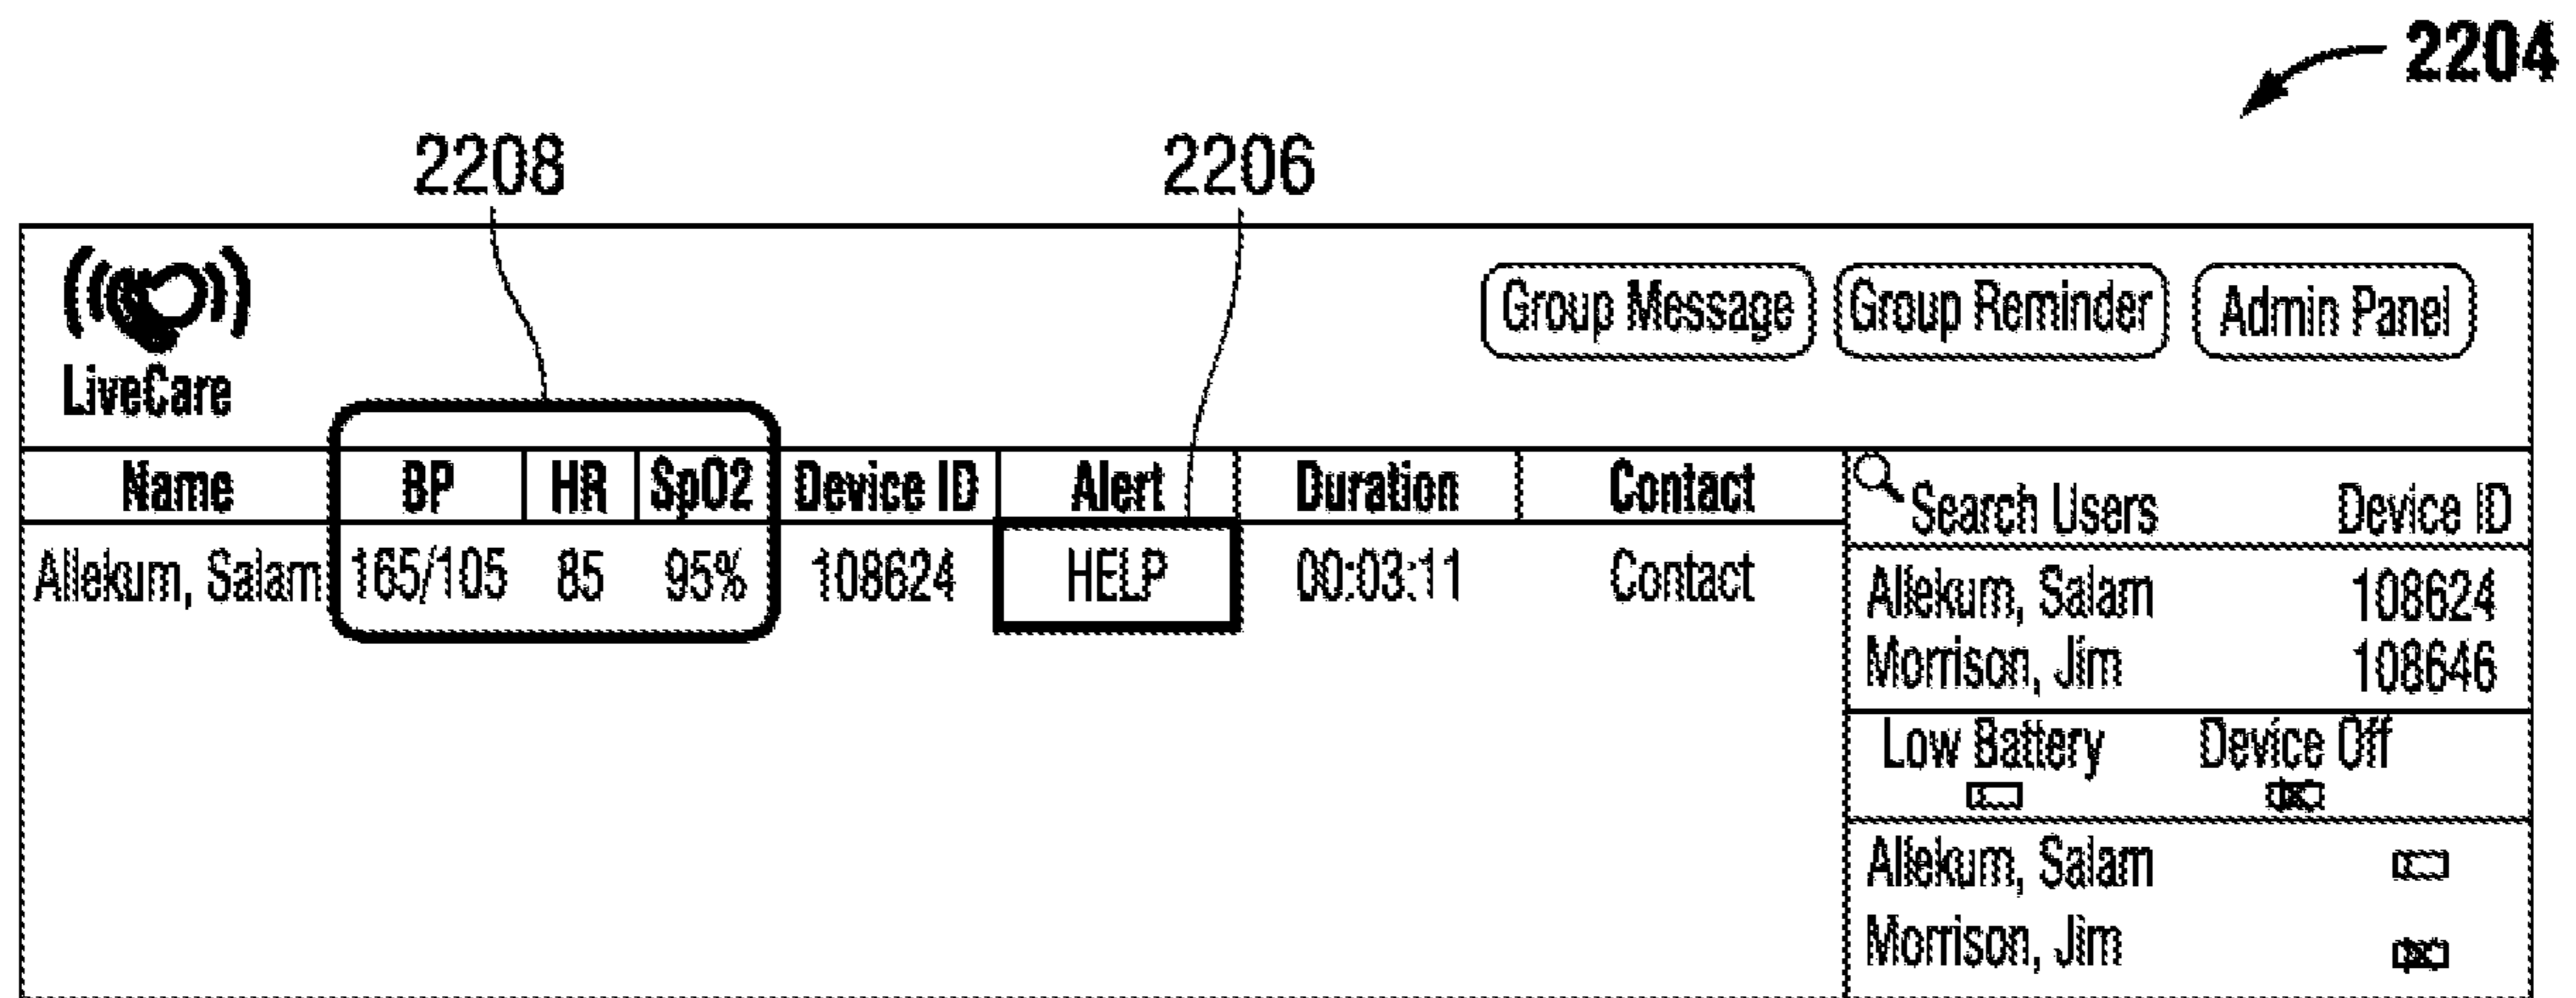 2204
2208 2206
Group Message Group Reminder Admin Panel
LiveCare
Name BP HR SpO2 Device ID Alert Duration Contact
Search Users Device ID
Allekum, Salam 165/105 85 95% 108624 HELP 00:03:11 Contact
Allekum, Salam 108624
Morrison, Jim 108646
Low Battery Device Off
Allekum, Salam
Morrison, Jim